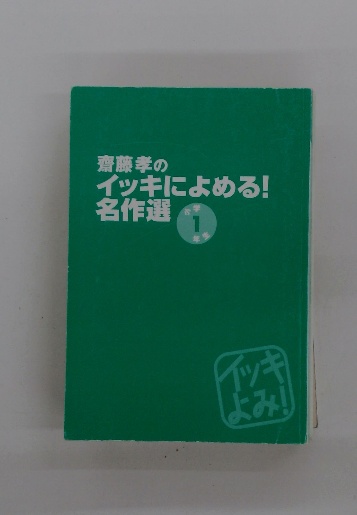 齋藤孝の
イッキによめる!
名作選
小学
1
年生
イッキ
よみ!